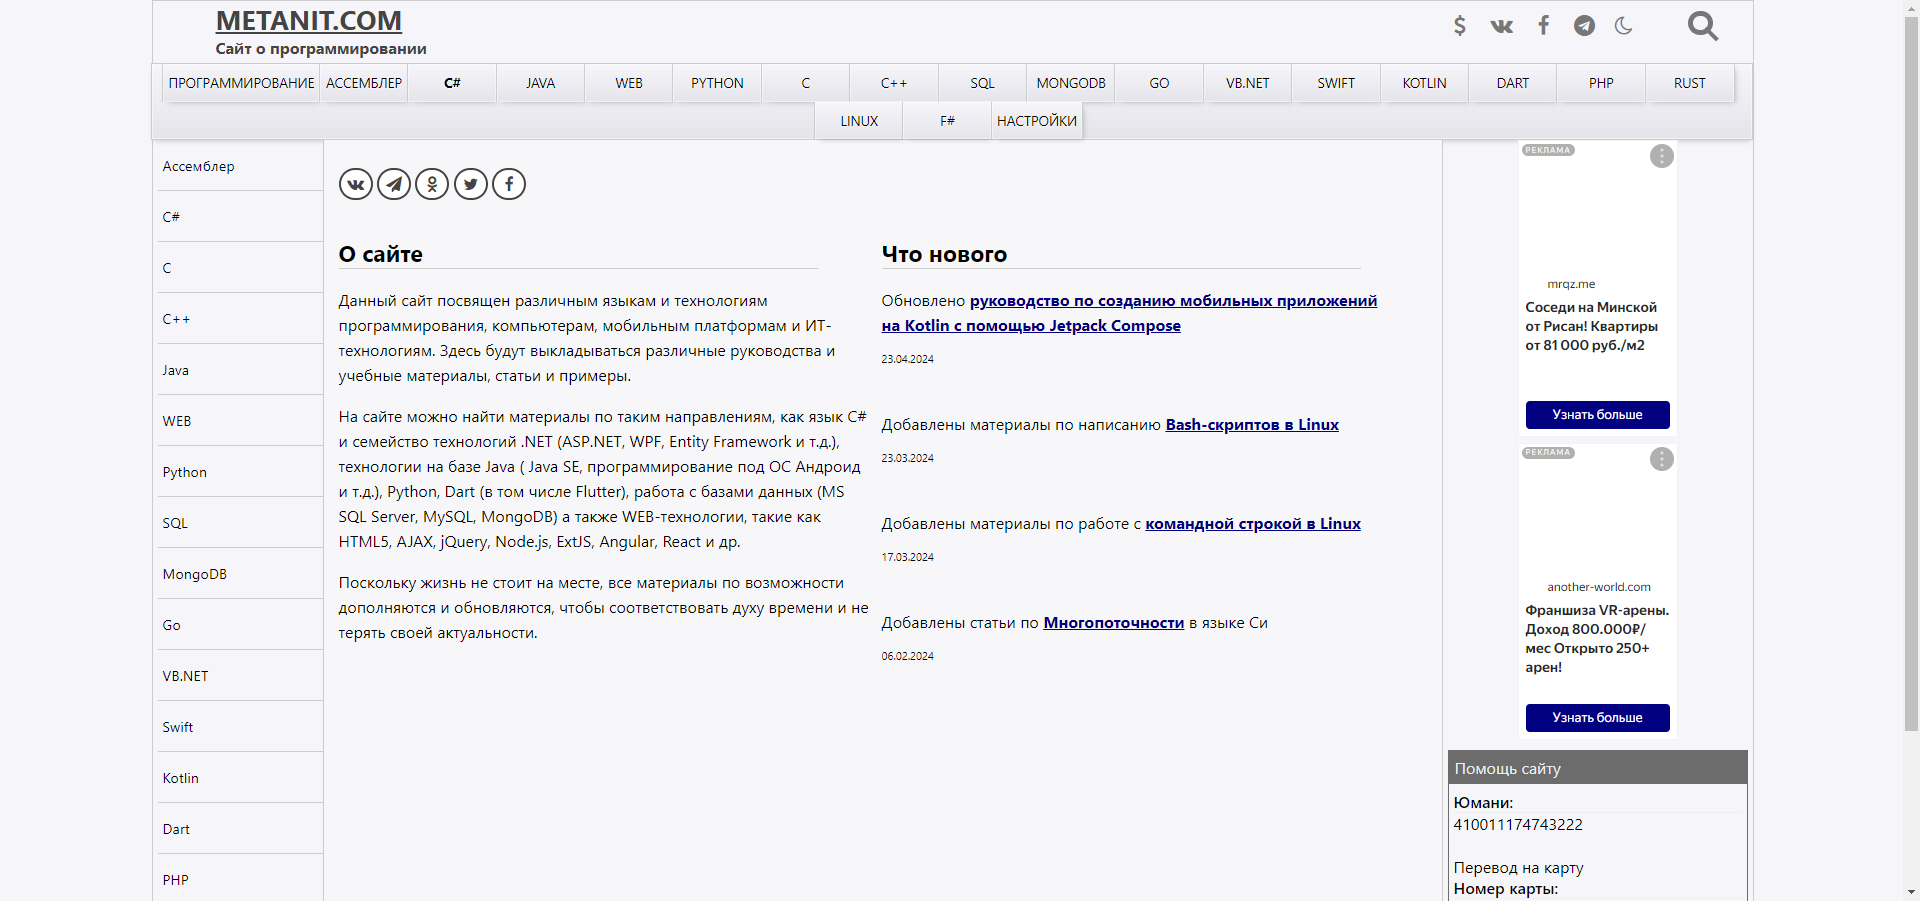 METANIT.COM
Сайт о программировании
ПРОГРАММИРОВАНИЕ АССЕМБЛЕР C# JAVA WEB PYTHON C C++ SQL MONGODB GO VB.NET SWIFT KOTLIN DART PHP RUST
LINUX F# НАСТРОЙКИ
Ассемблер
C#
C
C++
Java
WEB
Python
SQL
MongoDB
Go
VB.NET
Swift
Kotlin
Dart
PHP
О сайте
Данный сайт посвящен различным языкам и технологиям
программирования, компьютерам, мобильным платформам и ИТ-
технологиям. Здесь будут выкладываться различные руководства и
учебные материалы, статьи и примеры.
На сайте можно найти материалы по таким направлениям, как язык C#
и семейство технологий .NET (ASP.NET, WPF, Entity Framework и т.д.),
технологии на базе Java ( Java SE, программирование под ОС Андроид
и т.д.), Python, Dart (в том числе Flutter), работа с базами данных (MS
SQL Server, MySQL, MongoDB) а также WEB-технологии, такие как
HTML5, AJAX, jQuery, Node.js, ExtJS, Angular, React и др.
Поскольку жизнь не стоит на месте, все материалы по возможности
дополняются и обновляются, чтобы соответствовать духу времени и не
терять своей актуальности.
Что нового
Обновлено руководство по созданию мобильных приложений
на Kotlin с помощью Jetpack Compose
23.04.2024
Добавлены материалы по написанию Bash-скриптов в Linux
23.03.2024
Добавлены материалы по работе с командной строкой в Linux
17.03.2024
Добавлены статьи по Многопоточности в языке Си
06.02.2024
РЕКЛАМА
mrqz.me
Соседи на Минской
от Рисан! Квартиры
от 81 000 руб./м2
Узнать больше
РЕКЛАМА
another-world.com
Франшиза VR-арены.
Доход 800.000₽/
мес Открыто 250+
арен!
Узнать больше
Помощь сайту
Юмани:
410011174743222
Перевод на карту
Номер карты: